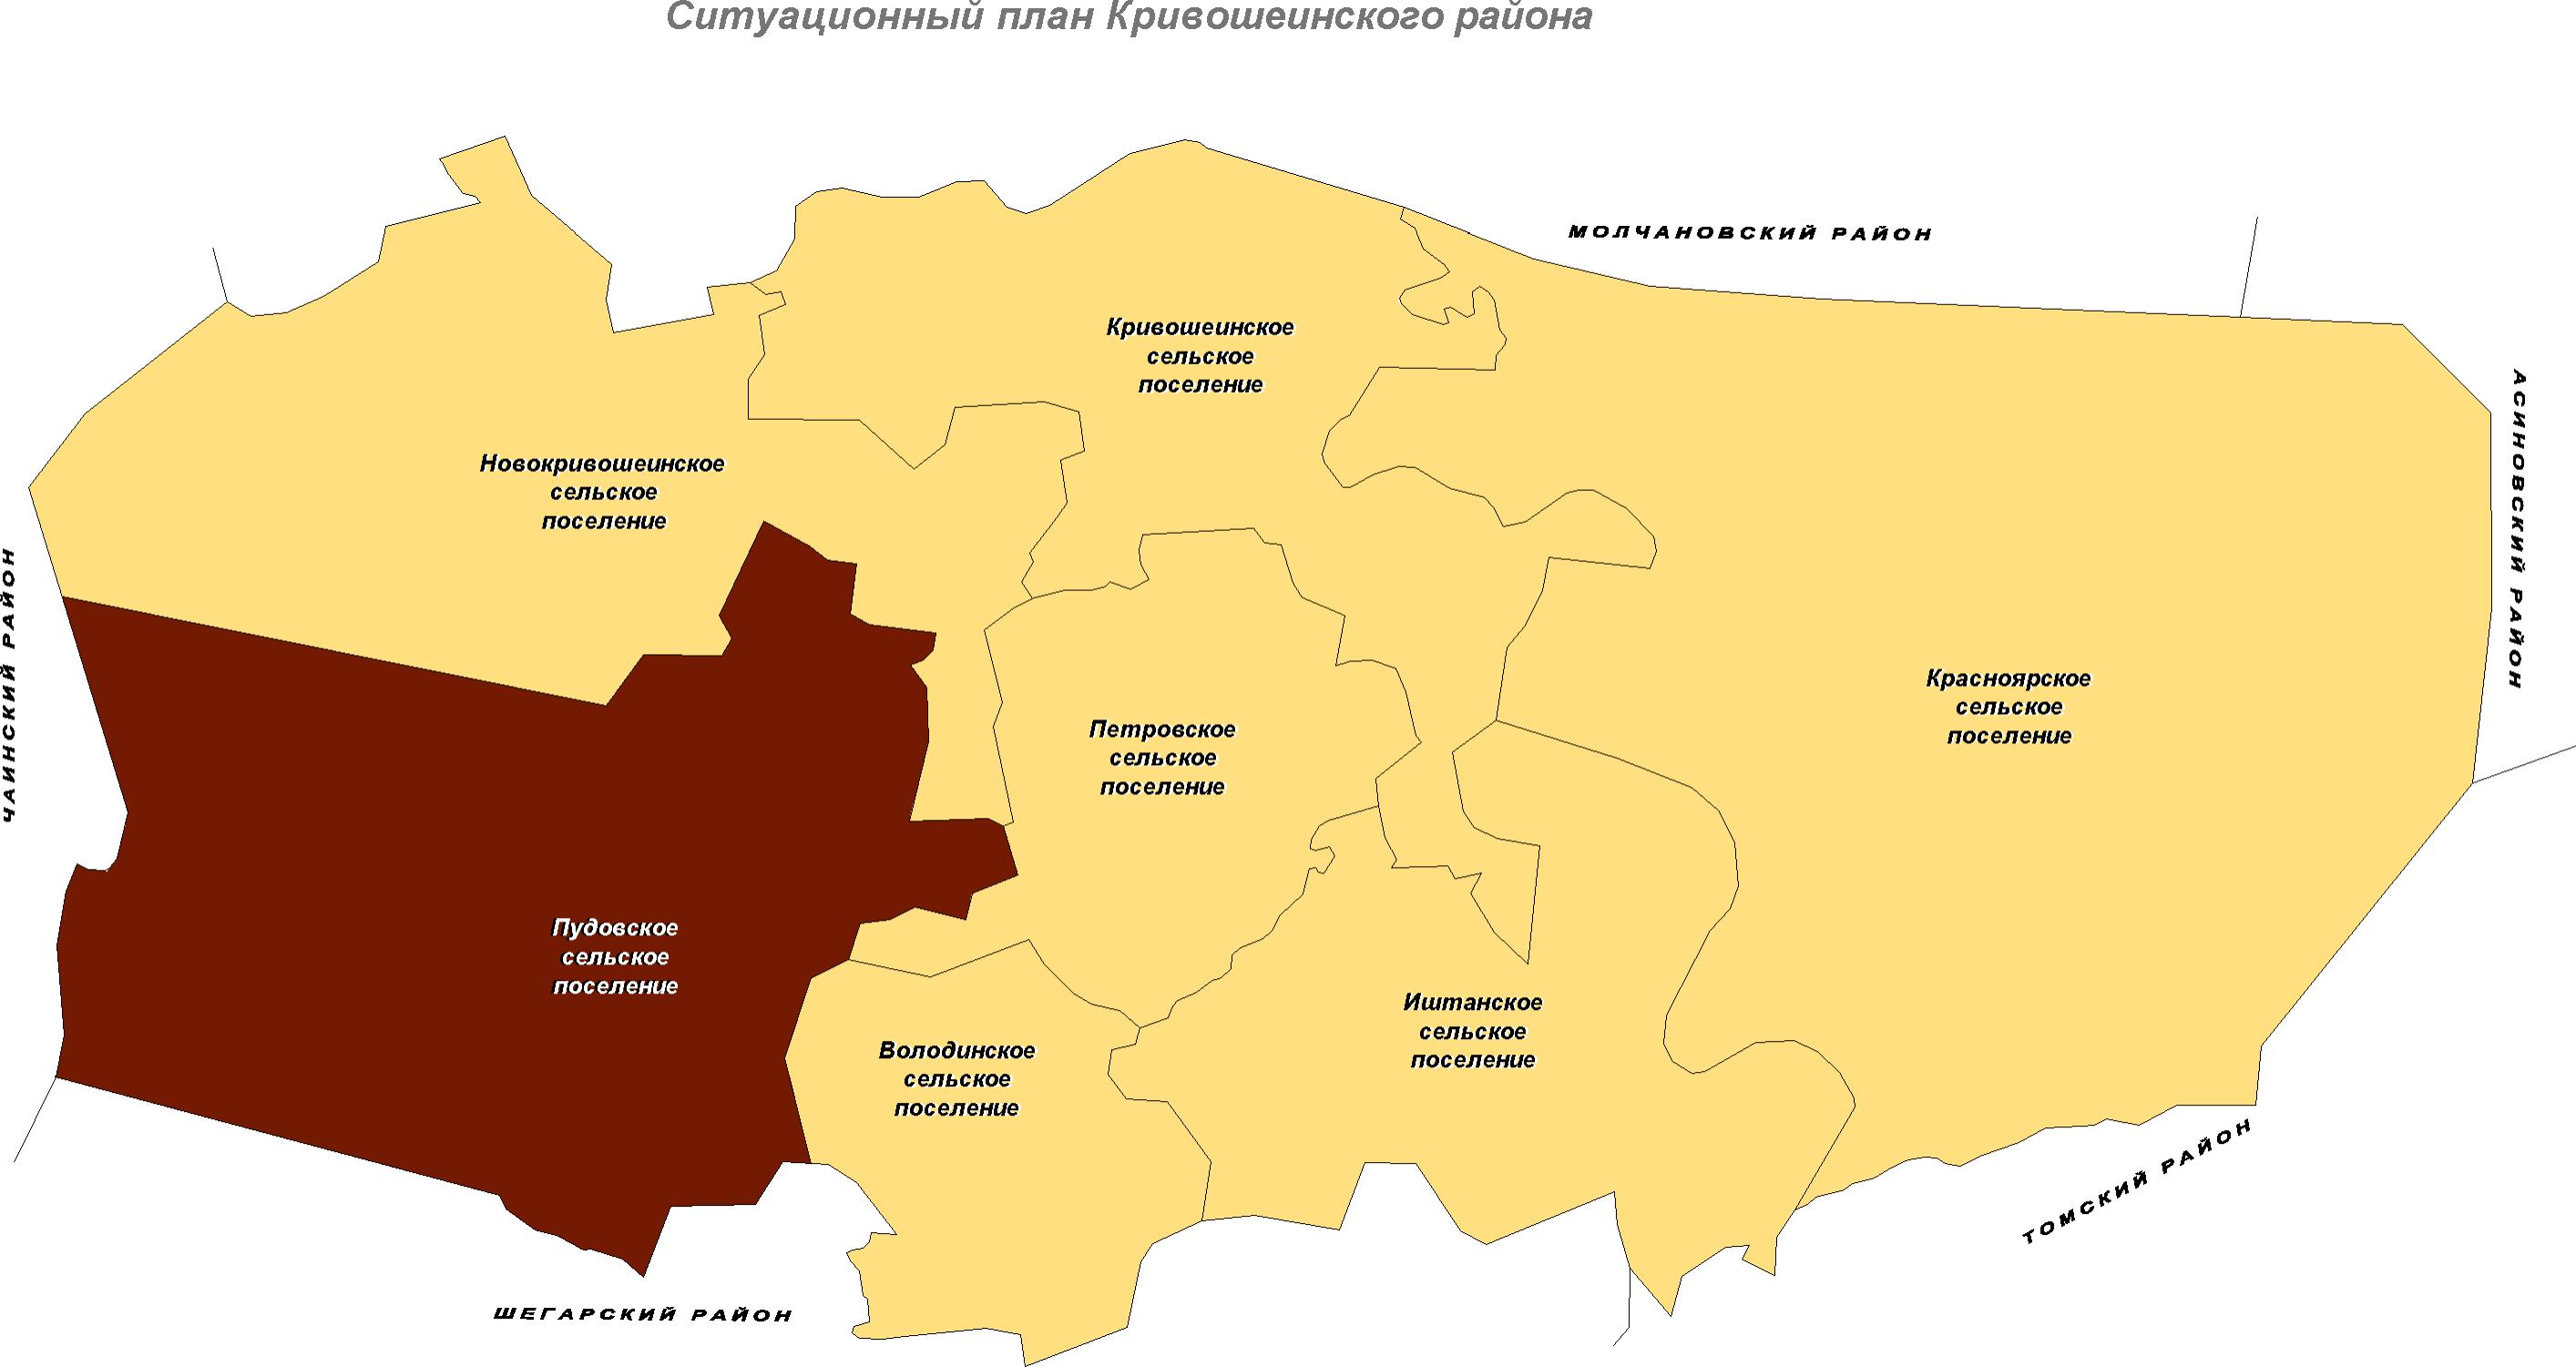 Ситуационный план Кривошеинского района
МОЛЧАНОВСКИЙ РАЙОН
Кривошеинское
сельское
поселение
АСИНОВСКИЙ РАЙОН
Новокривошеинское
сельское
поселение
ЧАИНСКИЙ РАЙОН
Красноярское
сельское
поселение
Петровское
сельское
поселение
Пудовское
сельское
поселение
Иштанское
сельское
поселение
Володинское
сельское
поселение
ТОМСКИЙ РАЙОН
ШЕГАРСКИЙ РАЙОН